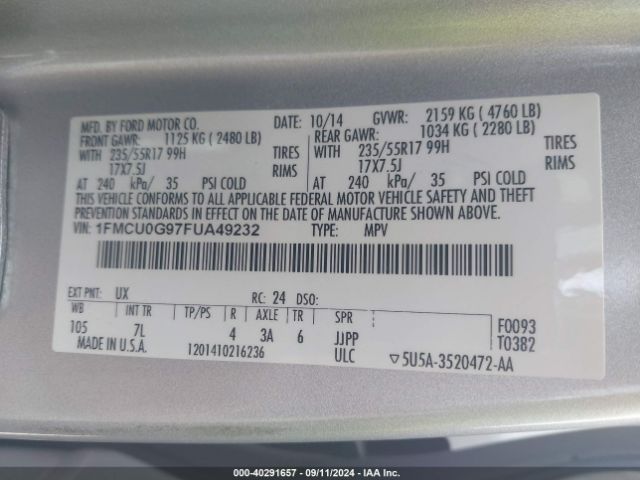 MFD. BY FORD MOTOR CO. DATE: 10/14 GVWR: 2159 KG ( 4760 LB)
FRONT GAWR: 1125 KG ( 2480 LB) REAR GAWR: 1034 KG ( 2280 LB)
WITH 235/55R17 99H TIRES WITH 235/55R17 99H TIRES
17X7.5J RIMS 17X7.5J RIMS
AT 240 kPa/ 35 PSI COLD AT 240 kPa/ 35 PSI COLD
THIS VEHICLE CONFORMS TO ALL APPLICABLE FEDERAL MOTOR VEHICLE SAFETY AND THEFT
PREVENTION STANDARDS IN EFFECT ON THE DATE OF MANUFACTURE SHOWN ABOVE.
VIN: 1FMCU0G97FUA49232 TYPE: MPV
EXT PNT: UX RC: 24 DSO:
WB INT TR TP/PS R AXLE TR SPR F0093
105 7L 4 3A 6 JJPP T0382
MADE IN U.S.A. 1201410216236 ULC ▽5U5A-3520472-AA
000-40291657 - 09/11/2024 - IAA Inc.